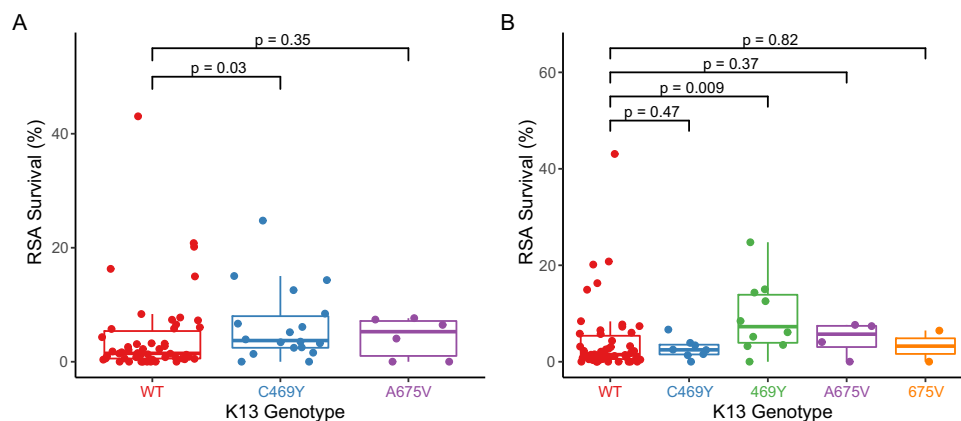 A
p = 0.35
p = 0.03
RSA Survival (%)
40
20
0
WT C469Y A675V
K13 Genotype
B
p = 0.82
p = 0.37
p = 0.009
p = 0.47
RSA Survival (%)
60
40
20
0
WT C469Y 469Y A675V 675V
K13 Genotype